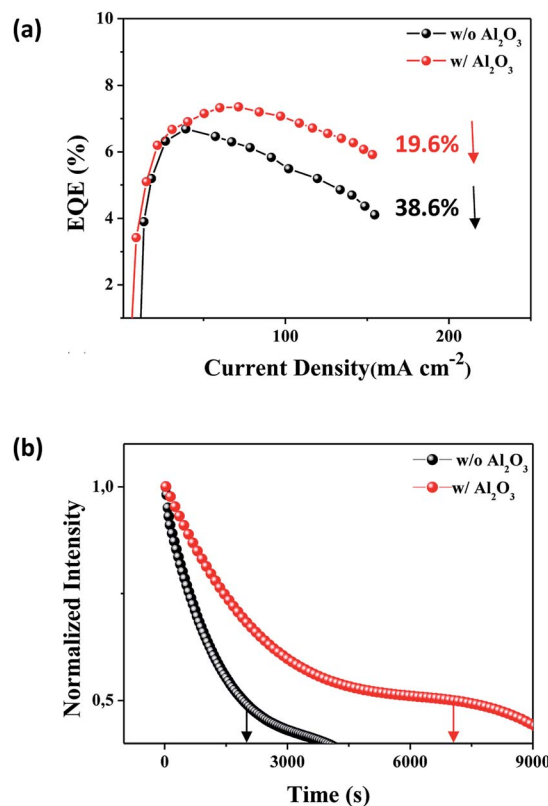 (a)
w/o Al₂O₃
w/ Al₂O₃
10
8
6
4
2
EQE (%)
19.6%
38.6%
100
200
Current Density(mA cm⁻²)
(b)
w/o Al₂O₃
w/ Al₂O₃
1,0
0,5
Normalized Intensity
0
3000
6000
9000
Time (s)